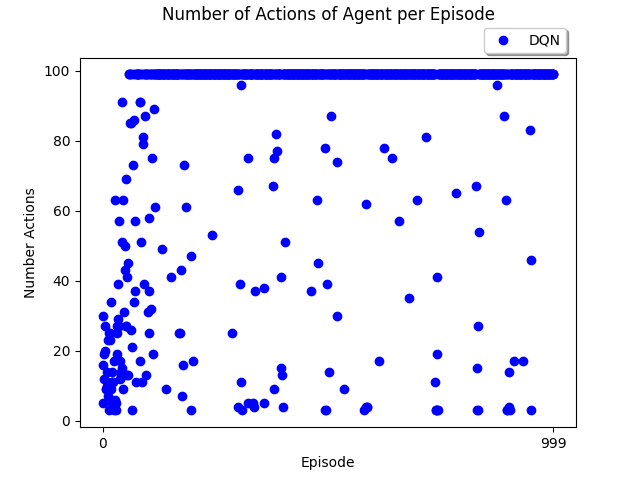 Number of Actions of Agent per Episode
DQN
100
80
60
40
20
0
Number Actions
0
999
Episode